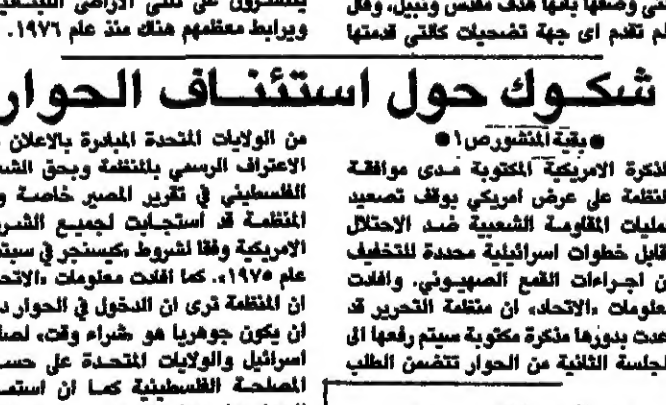 تى وصفها بأنها هدف مقدس ونبيل، وقال
لم تقدم اى جهة تضحيات كالتي قدمتها
على ثلثي الأراضي
ويرابط معظمهم هناك منذ عام ١٩٧٦.
شكوك حول استئناف الحوار
● بقية المنشور ص١ ●
المذكرة الامريكية المكتوبة مدى موافقة
المنظمة على عرض امريكي بوقف تصعيد
عمليات المقاومة الشعبية ضد الاحتلال
مقابل خطوات اسرائيلية محددة للتخفيف
من اجراءات القمع الصهيوني. وافادت
معلومات «الاتحاد» ان منظمة التحرير قد
اعدت بدورها مذكرة مكتوبة سيتم رفعها الى
الجلسة الثانية من الحوار تتضمن الطلب
من الولايات المتحدة المبادرة بالاعلان
الاعتراف الرسمي بالمنظمة وبحق الشعب
الفلسطيني في تقرير المصير خاصة
المنظمة قد استجابت لجميع الشروط
الامريكية وفقا لشروط «كيسنجر في سبتمبر
عام ١٩٧٥». كما افادت معلومات «الاتحاد
ان المنظمة ترى ان الدخول في الحوار
ان يكون جوهريا هو «شراء وقت» لصالح
اسرائيل والولايات المتحدة على حساب
المصلحة الفلسطينية كما ان